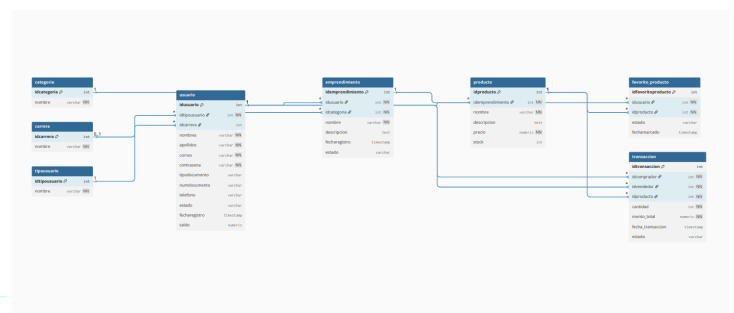 categoria
idcategoria int
nombre varchar NN
carrera
idcarrera int
nombre varchar NN
tipousuario
idtipousuario int
nombre varchar NN
usuario
idusuario int
idtipousuario int NN
idcarrera int
nombres varchar NN
apellidos varchar NN
correo varchar NN
contrasena varchar NN
tipodocumento varchar
numdocumento varchar
telefono varchar
estado varchar
fecharegistro timestamp
saldo numeric
emprendimiento
idemprendimiento int
idusuario int NN
idcategoria int NN
nombre varchar NN
descripcion text
fecharegistro timestamp
estado varchar
producto
idproducto int
idemprendimiento int NN
nombre varchar NN
descripcion text
precio numeric NN
stock int
favorito_producto
idfavoritoproducto int
idusuario int NN
idproducto int NN
estado varchar
fechamarcado timestamp
transaccion
idtransaccion int
idcomprador int NN
idvendedor int NN
idproducto int NN
cantidad int NN
monto_total numeric NN
fecha_transaccion timestamp
estado varchar